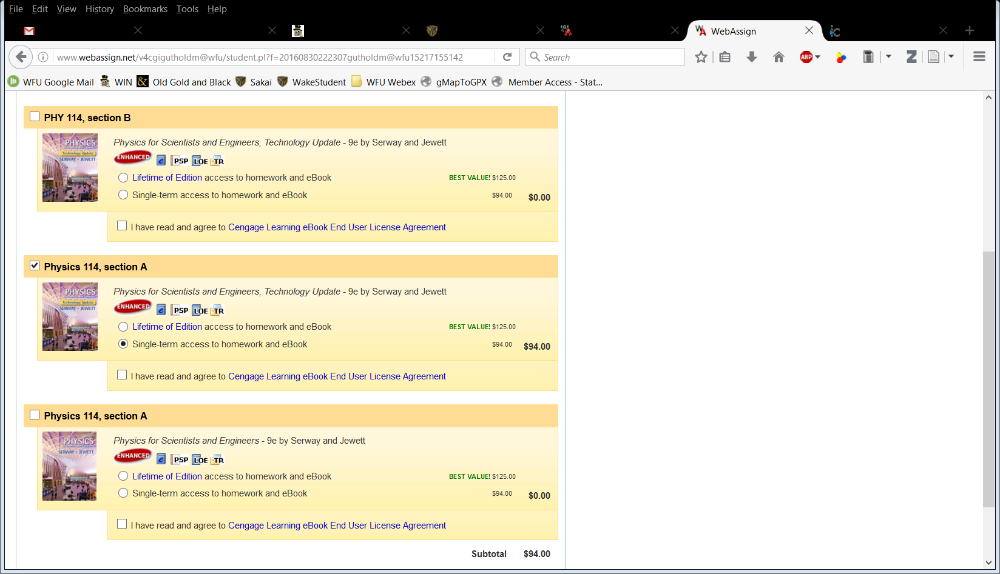 File Edit View History Bookmarks Tools Help
WebAssign
www.webassign.net/v4cgigutholdm@wfu/student.pl?f=20160830222307gutholdm@wfu15217155142
Search
ABP
WFU Google Mail WIN Old Gold and Black Sakai WakeStudent WFU Webex gMapToGPX Member Access - Stat...
PHY 114, section B
PHYSICS
Technology Update
SERWAY • JEWETT
Physics for Scientists and Engineers, Technology Update - 9e by Serway and Jewett
ENHANCED e PSP LOE TR
Lifetime of Edition access to homework and eBook BEST VALUE! $125.00
Single-term access to homework and eBook $94.00 $0.00
I have read and agree to Cengage Learning eBook End User License Agreement
Physics 114, section A
PHYSICS
Technology Update
SERWAY • JEWETT
Physics for Scientists and Engineers, Technology Update - 9e by Serway and Jewett
ENHANCED e PSP LOE TR
Lifetime of Edition access to homework and eBook BEST VALUE! $125.00
Single-term access to homework and eBook $94.00 $94.00
I have read and agree to Cengage Learning eBook End User License Agreement
Physics 114, section A
PHYSICS
SERWAY • JEWETT
Physics for Scientists and Engineers - 9e by Serway and Jewett
ENHANCED e PSP LOE TR
Lifetime of Edition access to homework and eBook BEST VALUE! $125.00
Single-term access to homework and eBook $94.00 $0.00
I have read and agree to Cengage Learning eBook End User License Agreement
Subtotal $94.00